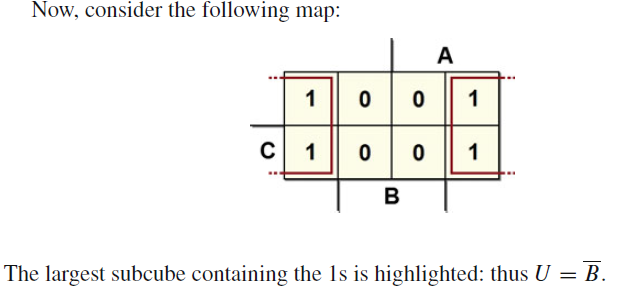 Now, consider the following map:
A
1 0 0 1
C 1 0 0 1
B
The largest subcube containing the 1s is highlighted: thus U = B̅.